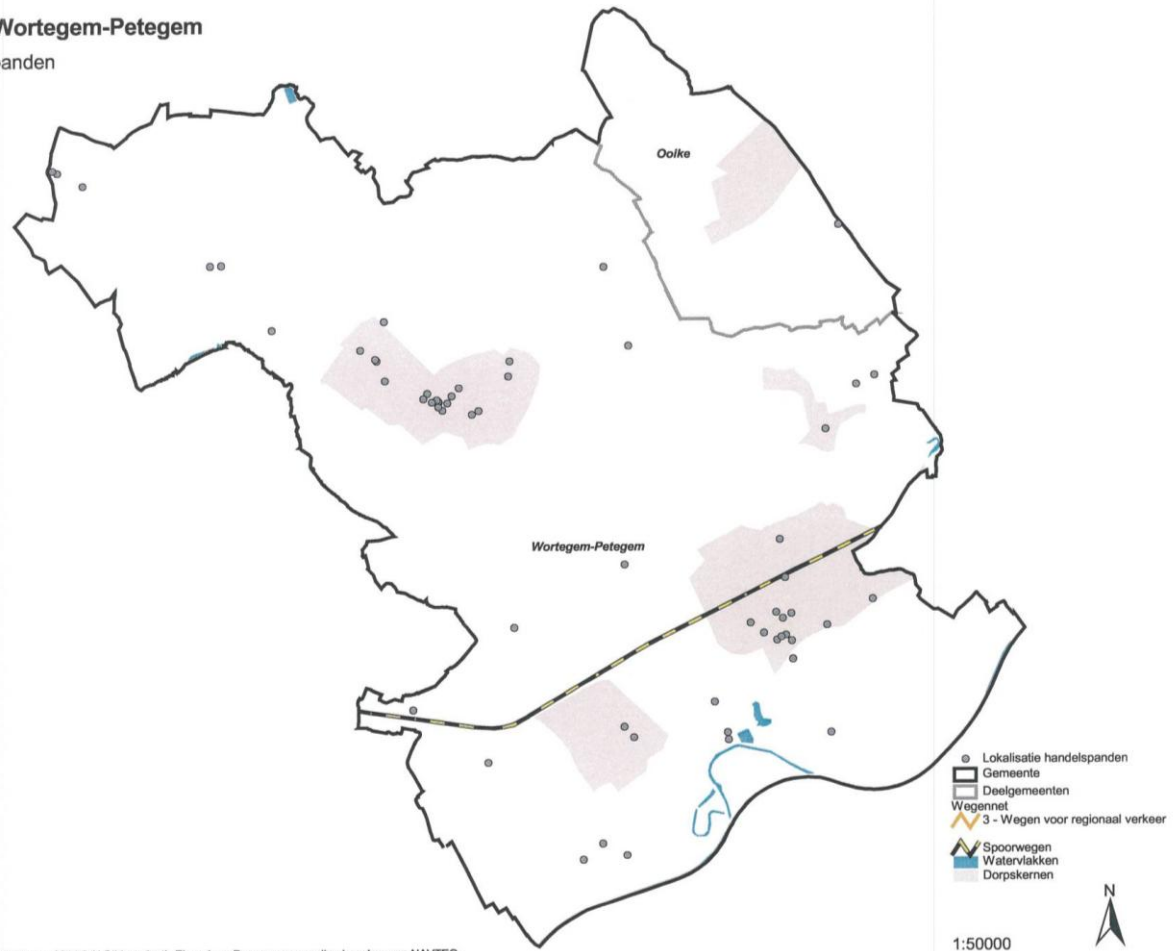 Wortegem-Petegem
Ooike
Wortegem-Petegem
Lokalisatie handelspanden
Gemeente
Deelgemeenten
Wegennet
3 - Wegen voor regionaal verkeer
Spoorwegen
Watervlakken
Dorpskernen
N
1:50000